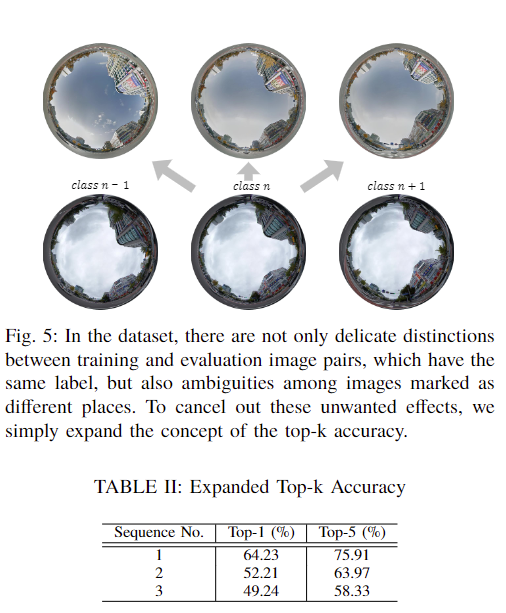 class n − 1
class n
class n + 1
Fig. 5: In the dataset, there are not only delicate distinctions
between training and evaluation image pairs, which have the
same label, but also ambiguities among images marked as
different places. To cancel out these unwanted effects, we
simply expand the concept of the top-k accuracy.
TABLE II: Expanded Top-k Accuracy
Sequence No. Top-1 (%) Top-5 (%)
1 64.23 75.91
2 52.21 63.97
3 49.24 58.33